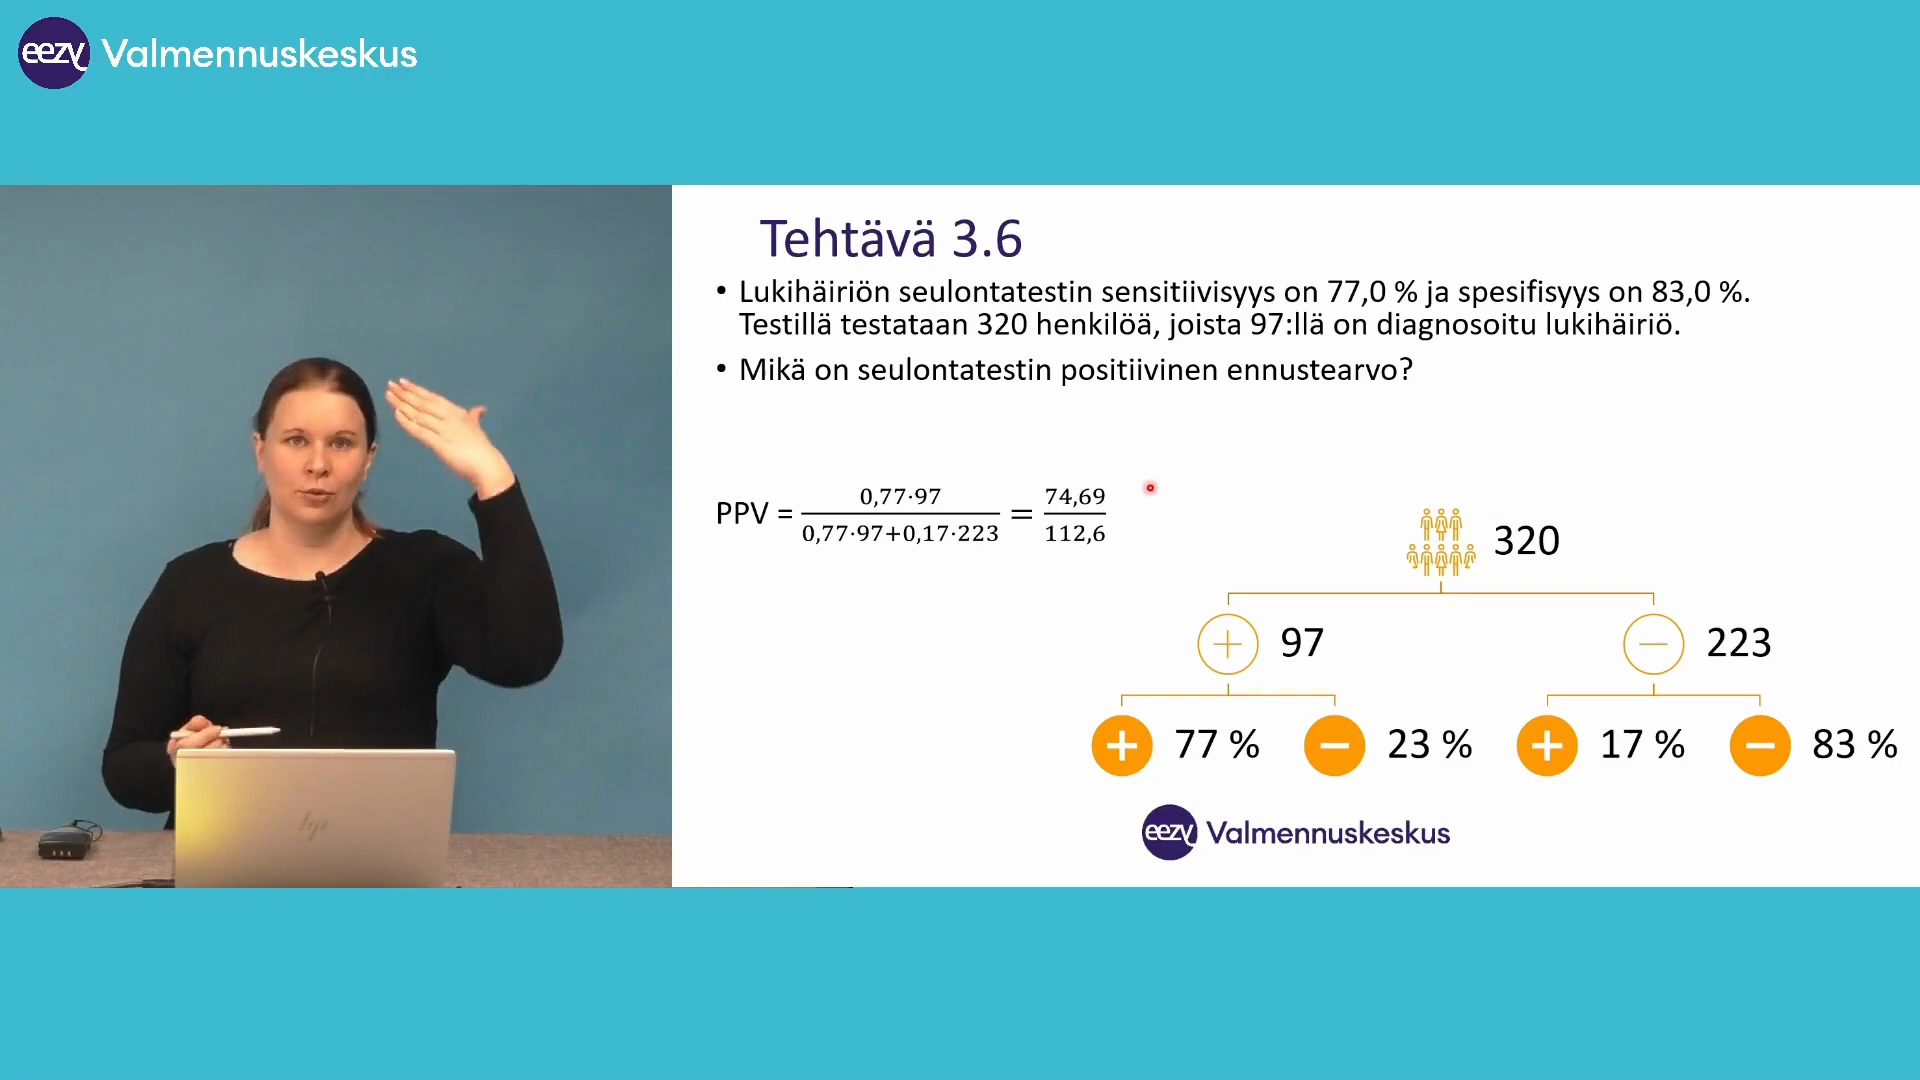 eezy Valmennuskeskus
Tehtävä 3.6
• Lukihäiriön seulontatestin sensitiivisyys on 77,0 % ja spesifisyys on 83,0 %.
Testillä testataan 320 henkilöä, joista 97:llä on diagnosoitu lukihäiriö.
• Mikä on seulontatestin positiivinen ennustearvo?
PPV = 0,77·97 / 0,77·97+0,17·223 = 74,69 / 112,6
320
+ 97
− 223
+ 77 %
− 23 %
+ 17 %
− 83 %
hp
eezy Valmennuskeskus